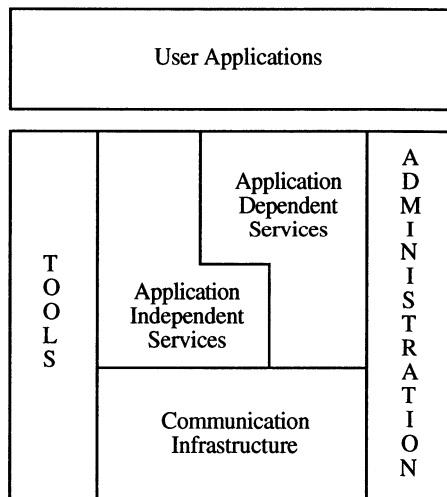 User Applications
TOOLS
Application
Independent
Services
Application
Dependent
Services
Communication
Infrastructure
ADMINISTRATION